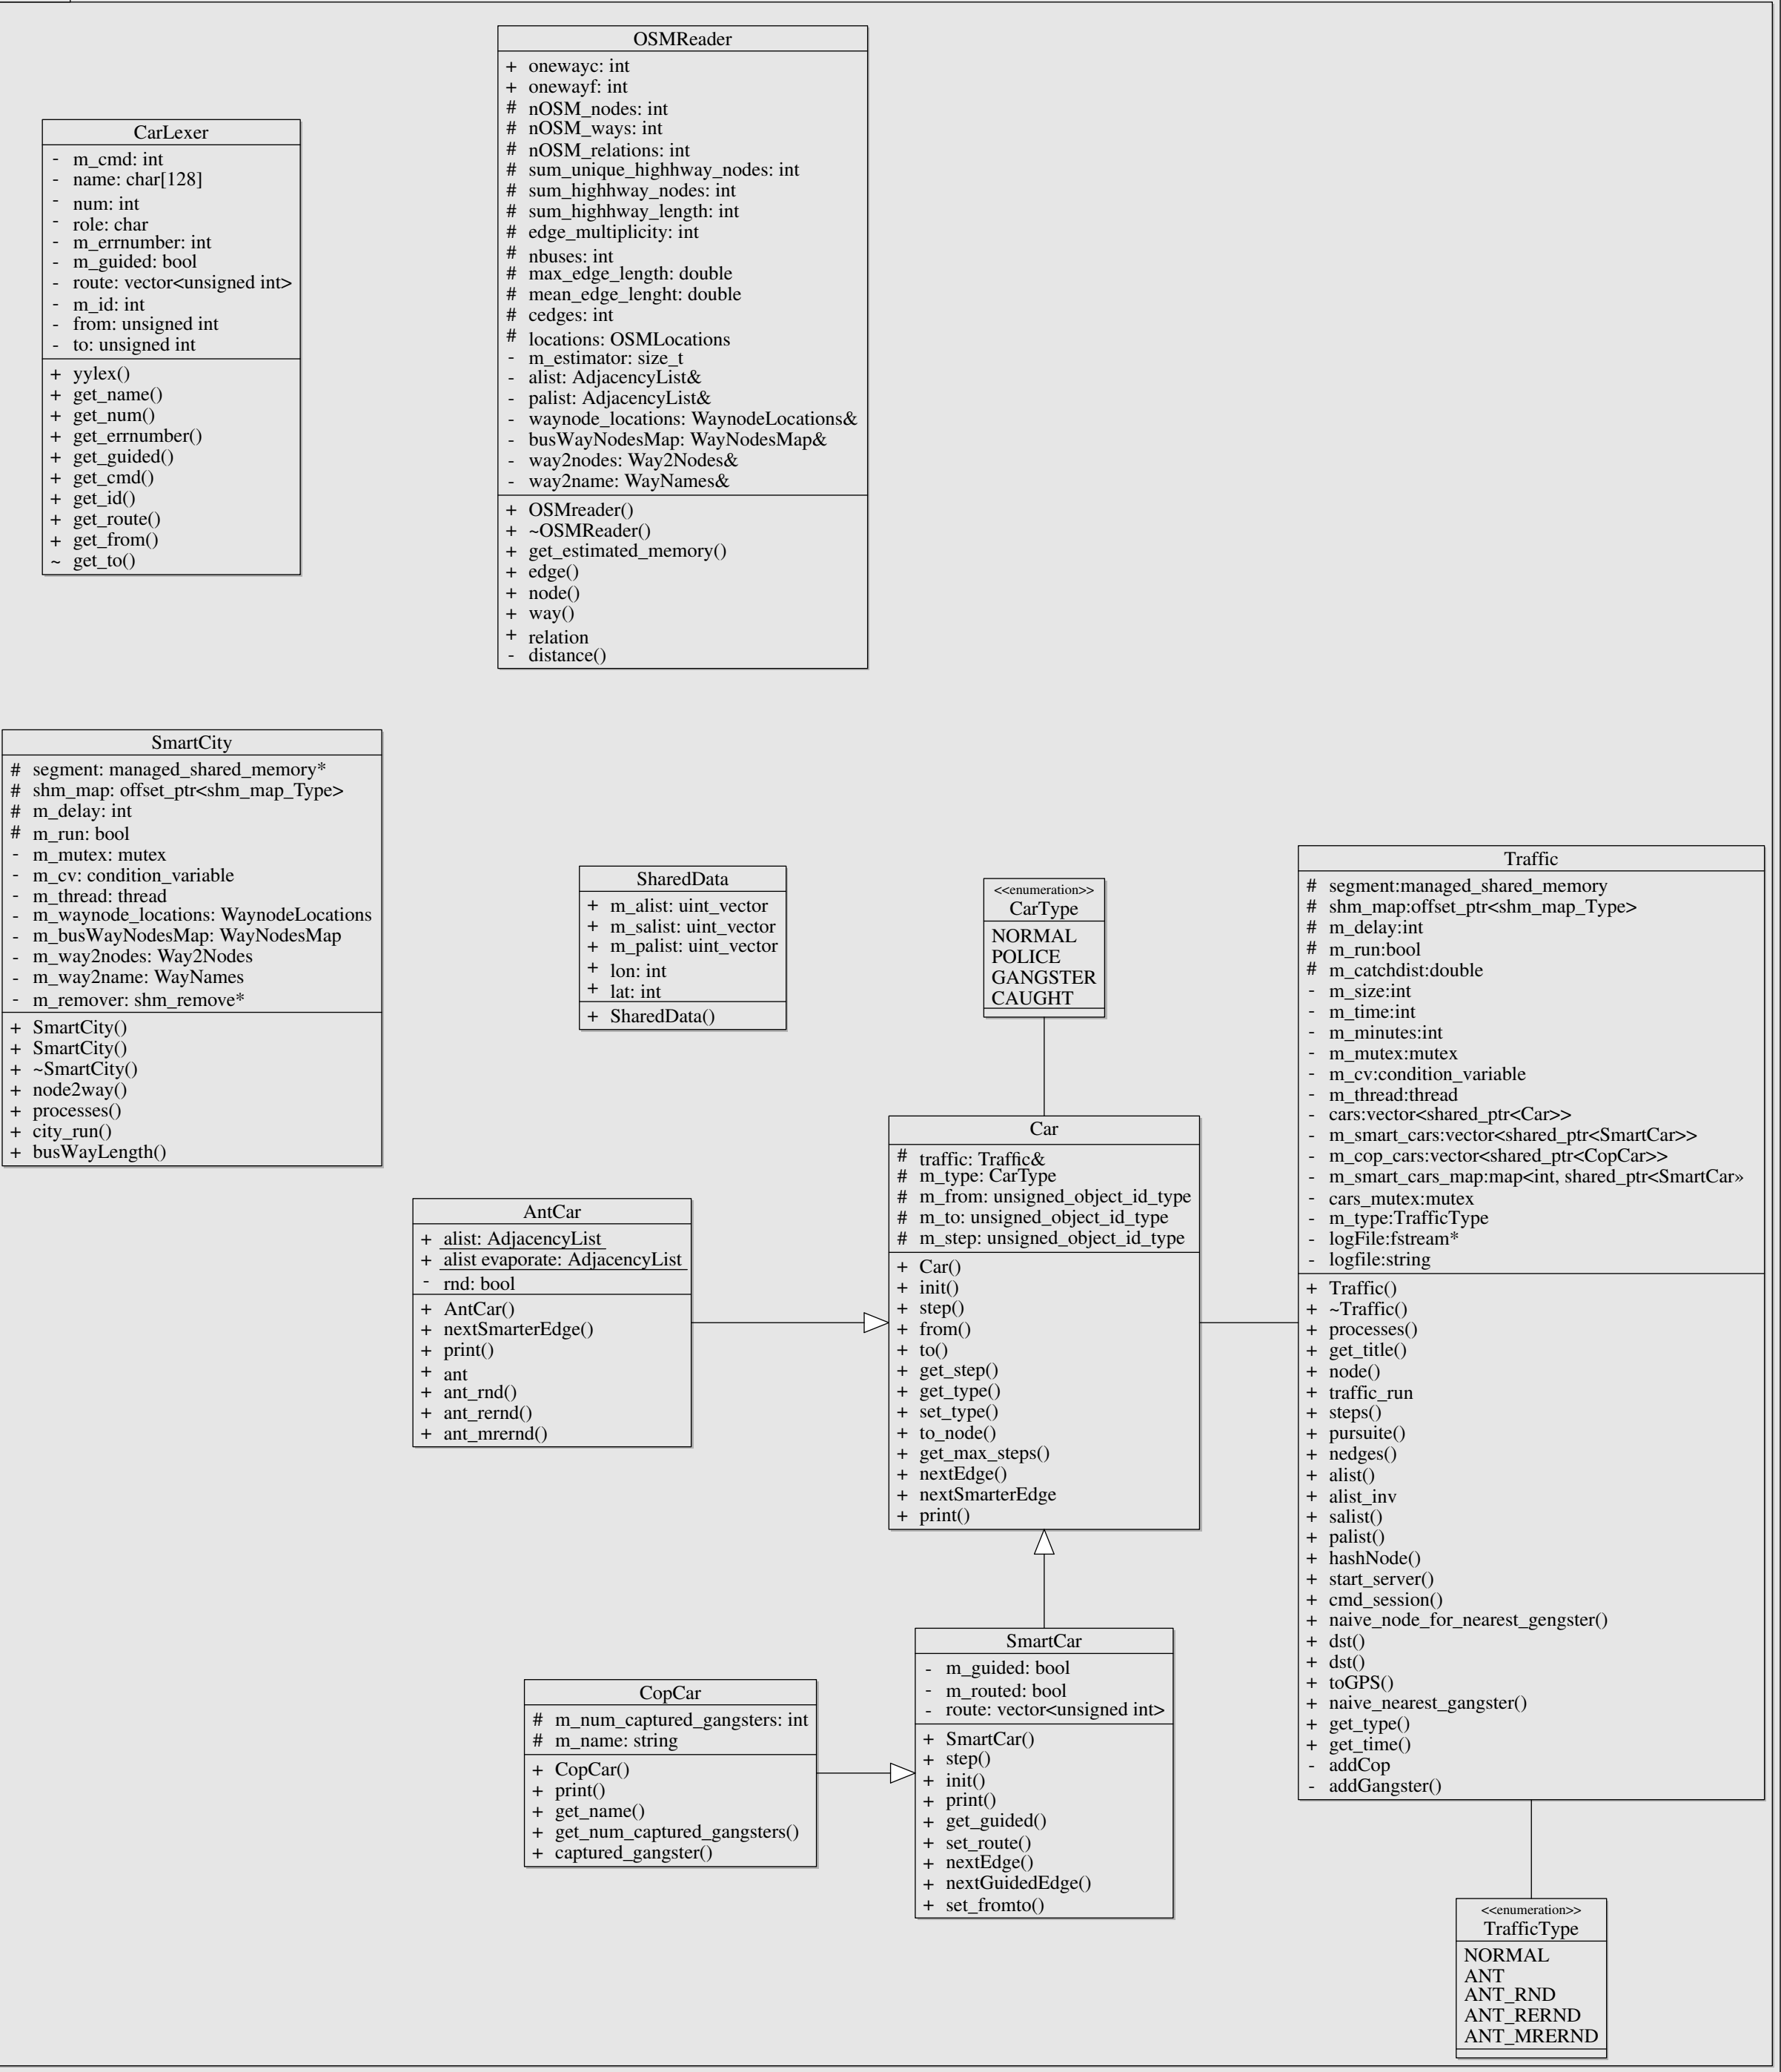 OSMReader
+ onewayc: int
+ onewayf: int
# nOSM_nodes: int
# nOSM_ways: int
# nOSM_relations: int
# sum_unique_highhway_nodes: int
# sum_highhway_nodes: int
# sum_highhway_length: int
# edge_multiplicity: int
# nbuses: int
# max_edge_length: double
# mean_edge_lenght: double
# cedges: int
# locations: OSMLocations
- m_estimator: size_t
- alist: AdjacencyList&
- palist: AdjacencyList&
- waynode_locations: WaynodeLocations&
- busWayNodesMap: WayNodesMap&
- way2nodes: Way2Nodes&
- way2name: WayNames&
+ OSMreader()
+ ~OSMReader()
+ get_estimated_memory()
+ edge()
+ node()
+ way()
+ relation
- distance()
CarLexer
- m_cmd: int
- name: char[128]
- num: int
- role: char
- m_errnumber: int
- m_guided: bool
- route: vector<unsigned int>
- m_id: int
- from: unsigned int
- to: unsigned int
+ yylex()
+ get_name()
+ get_num()
+ get_errnumber()
+ get_guided()
+ get_cmd()
+ get_id()
+ get_route()
+ get_from()
~ get_to()
SmartCity
# segment: managed_shared_memory*
# shm_map: offset_ptr<shm_map_Type>
# m_delay: int
# m_run: bool
- m_mutex: mutex
- m_cv: condition_variable
- m_thread: thread
- m_waynode_locations: WaynodeLocations
- m_busWayNodesMap: WayNodesMap
- m_way2nodes: Way2Nodes
- m_way2name: WayNames
- m_remover: shm_remove*
+ SmartCity()
+ SmartCity()
+ ~SmartCity()
+ node2way()
+ processes()
+ city_run()
+ busWayLength()
SharedData
+ m_alist: uint_vector
+ m_salist: uint_vector
+ m_palist: uint_vector
+ lon: int
+ lat: int
+ SharedData()
<<enumeration>>
CarType
NORMAL
POLICE
GANGSTER
CAUGHT
Traffic
# segment:managed_shared_memory
# shm_map:offset_ptr<shm_map_Type>
# m_delay:int
# m_run:bool
# m_catchdist:double
- m_size:int
- m_time:int
- m_minutes:int
- m_mutex:mutex
- m_cv:condition_variable
- m_thread:thread
- cars:vector<shared_ptr<Car>>
- m_smart_cars:vector<shared_ptr<SmartCar>>
- m_cop_cars:vector<shared_ptr<CopCar>>
- m_smart_cars_map:map<int, shared_ptr<SmartCar»
- cars_mutex:mutex
- m_type:TrafficType
- logFile:fstream*
- logfile:string
+ Traffic()
+ ~Traffic()
+ processes()
+ get_title()
+ node()
+ traffic_run
+ steps()
+ pursuite()
+ nedges()
+ alist()
+ alist_inv
+ salist()
+ palist()
+ hashNode()
+ start_server()
+ cmd_session()
+ naive_node_for_nearest_gengster()
+ dst()
+ dst()
+ toGPS()
+ naive_nearest_gangster()
+ get_type()
+ get_time()
- addCop
- addGangster()
Car
# traffic: Traffic&
# m_type: CarType
# m_from: unsigned_object_id_type
# m_to: unsigned_object_id_type
# m_step: unsigned_object_id_type
+ Car()
+ init()
+ step()
+ from()
+ to()
+ get_step()
+ get_type()
+ set_type()
+ to_node()
+ get_max_steps()
+ nextEdge()
+ nextSmarterEdge
+ print()
AntCar
+ alist: AdjacencyList
+ alist evaporate: AdjacencyList
- rnd: bool
+ AntCar()
+ nextSmarterEdge()
+ print()
+ ant
+ ant_rnd()
+ ant_rernd()
+ ant_mrernd()
SmartCar
- m_guided: bool
- m_routed: bool
- route: vector<unsigned int>
+ SmartCar()
+ step()
+ init()
+ print()
+ get_guided()
+ set_route()
+ nextEdge()
+ nextGuidedEdge()
+ set_fromto()
CopCar
# m_num_captured_gangsters: int
# m_name: string
+ CopCar()
+ print()
+ get_name()
+ get_num_captured_gangsters()
+ captured_gangster()
<<enumeration>>
TrafficType
NORMAL
ANT
ANT_RND
ANT_RERND
ANT_MRERND